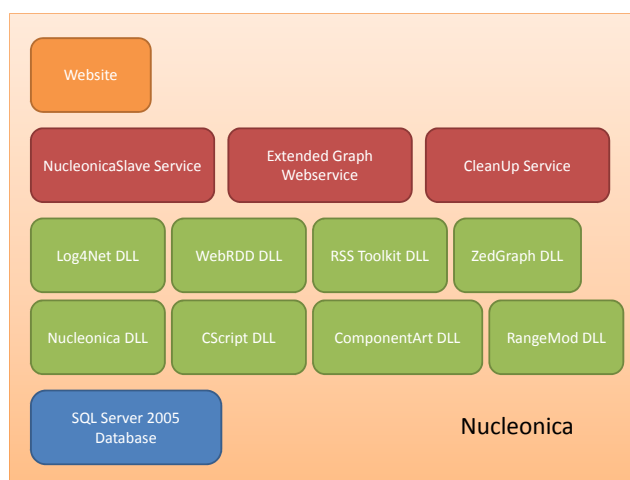 Website
NucleonicaSlave Service
Extended Graph
Webservice
CleanUp Service
Log4Net DLL
WebRDD DLL
RSS Toolkit DLL
ZedGraph DLL
Nucleonica DLL
CScript DLL
ComponentArt DLL
RangeMod DLL
SQL Server 2005
Database
Nucleonica